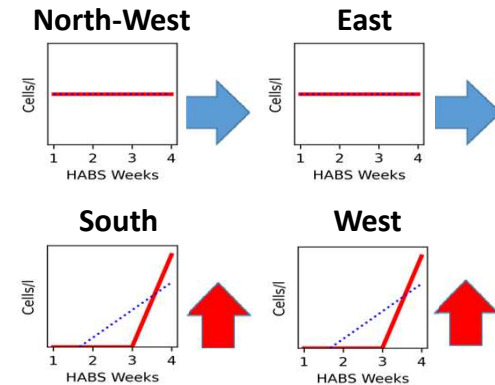 North-West
Cells/l
1 2 3 4
HABS Weeks
East
Cells/l
1 2 3 4
HABS Weeks
South
Cells/l
1 2 3 4
HABS Weeks
West
Cells/l
1 2 3 4
HABS Weeks